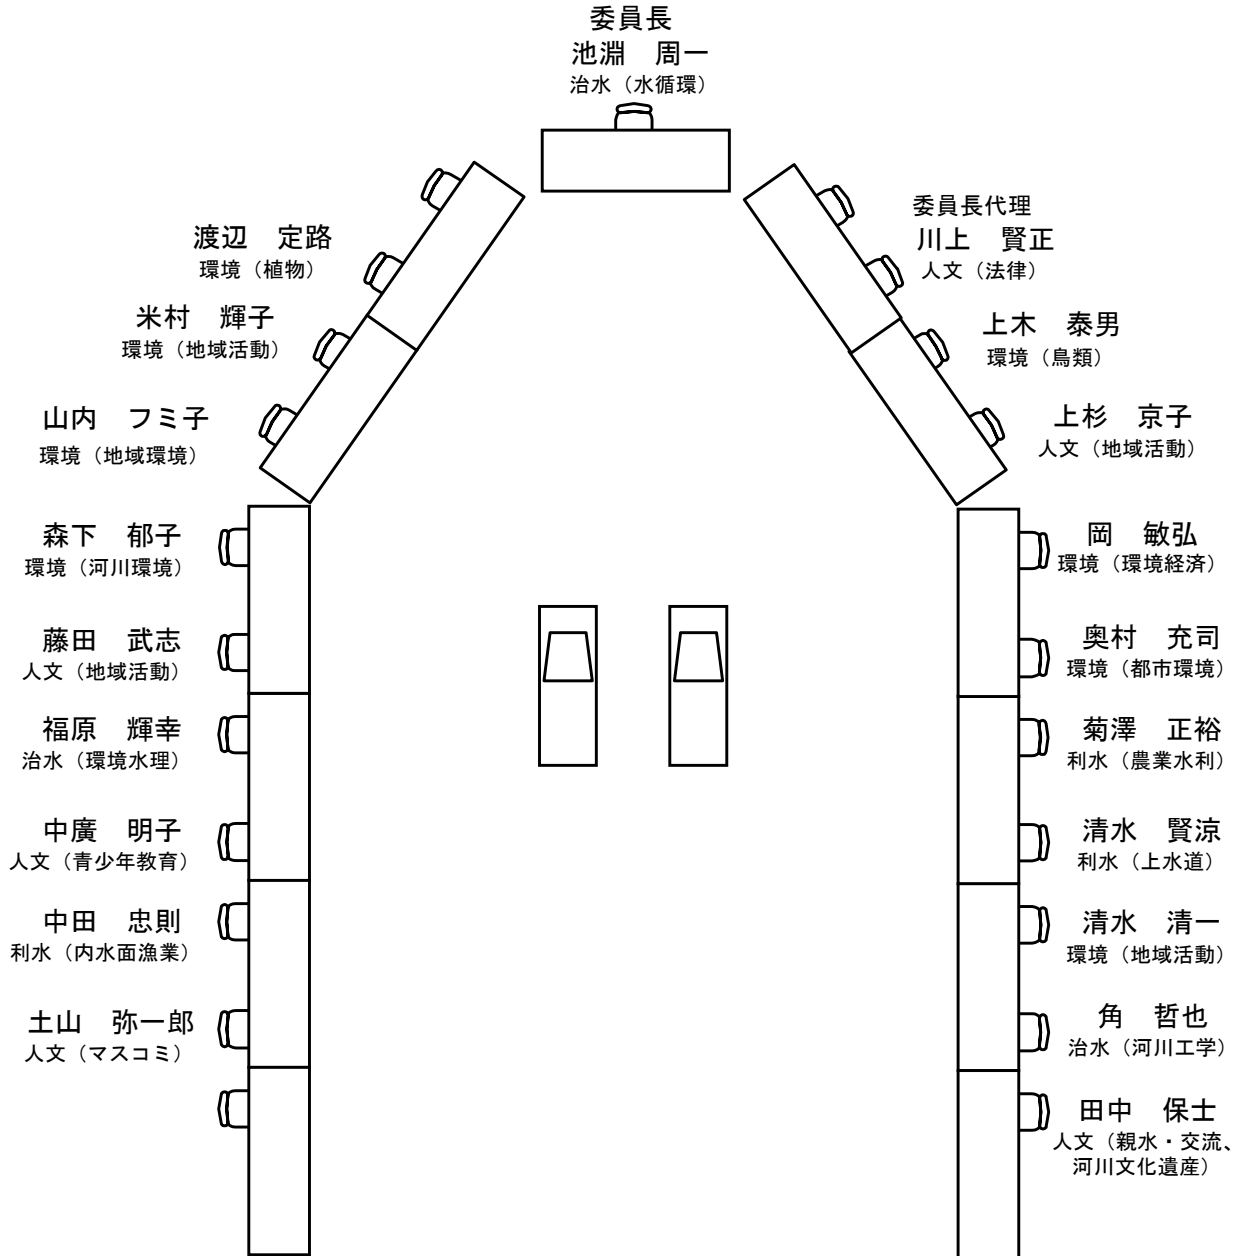 委員長
池淵　周一
治水（水循環）
渡辺　定路
環境（植物）
米村　輝子
環境（地域活動）
山内　フミ子
環境（地域環境）
森下　郁子
環境（河川環境）
藤田　武志
人文（地域活動）
福原　輝幸
治水（環境水理）
中廣　明子
人文（青少年教育）
中田　忠則
利水（内水面漁業）
土山　弥一郎
人文（マスコミ）
委員長代理
川上　賢正
人文（法律）
上木　泰男
環境（鳥類）
上杉　京子
人文（地域活動）
岡　敏弘
環境（環境経済）
奥村　充司
環境（都市環境）
菊澤　正裕
利水（農業水利）
清水　賢涼
利水（上水道）
清水　清一
環境（地域活動）
角　哲也
治水（河川工学）
田中　保士
人文（親水・交流、
河川文化遺産）